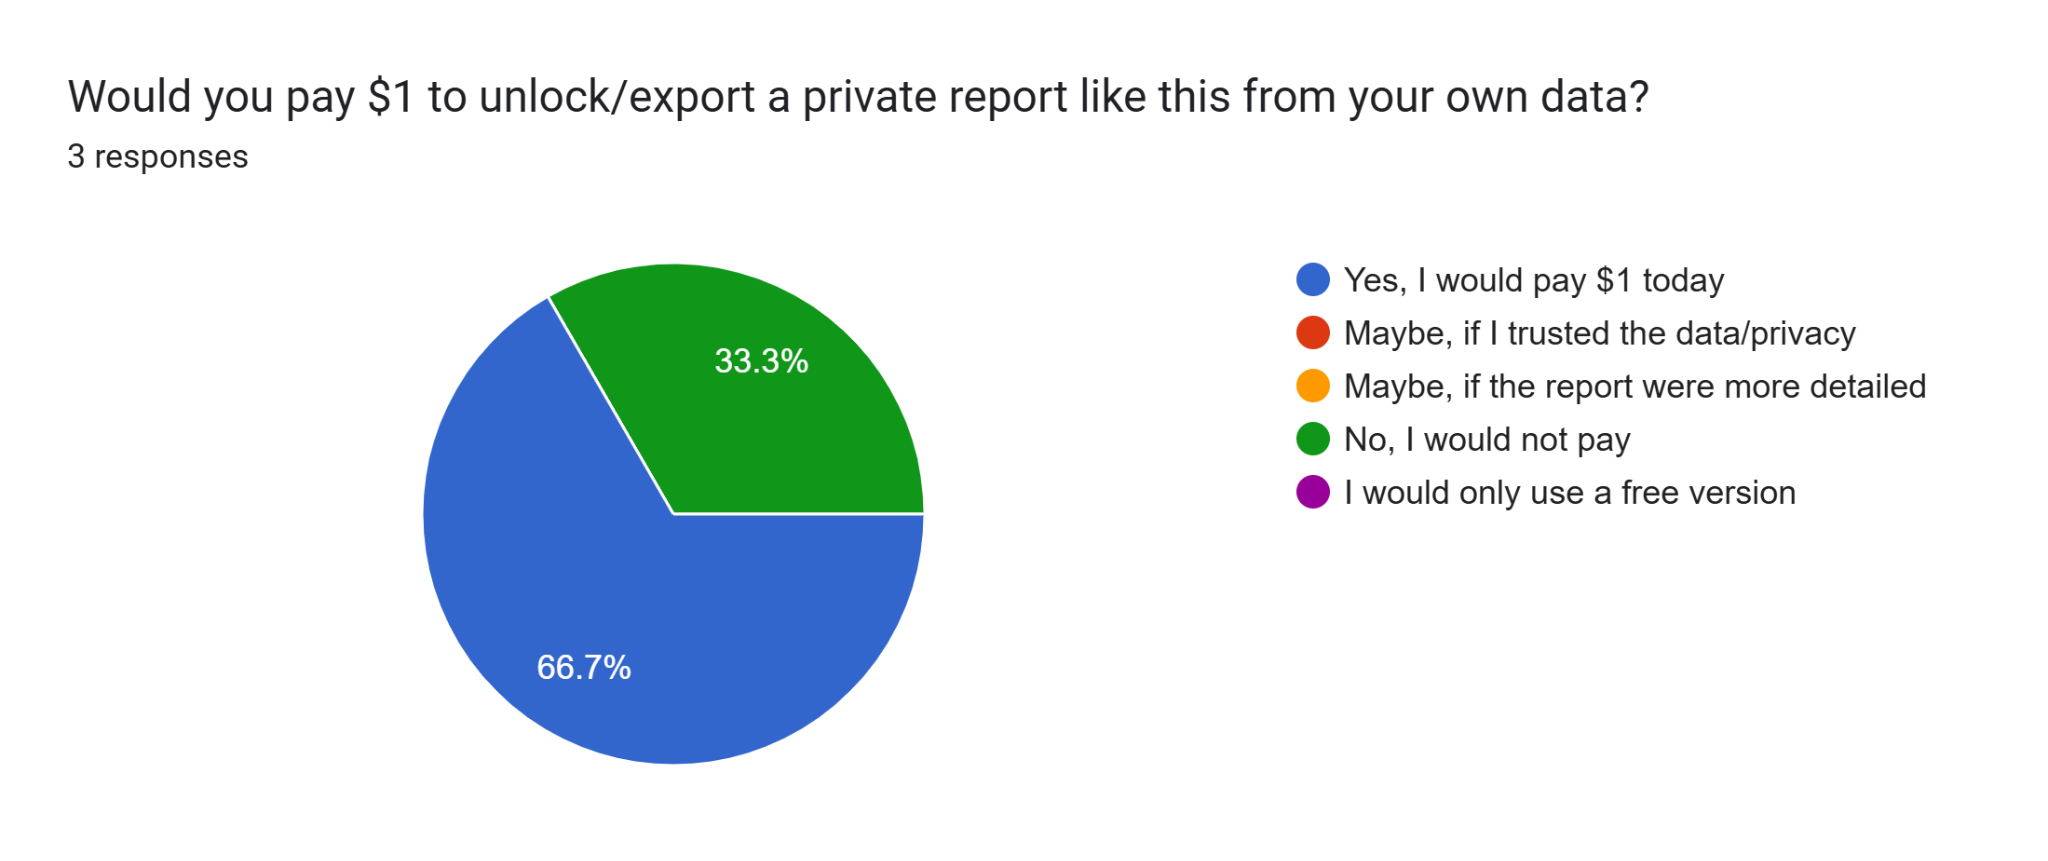 Would you pay $1 to unlock/export a private report like this from your own data?
3 responses
33.3%
66.7%
Yes, I would pay $1 today
Maybe, if I trusted the data/privacy
Maybe, if the report were more detailed
No, I would not pay
I would only use a free version